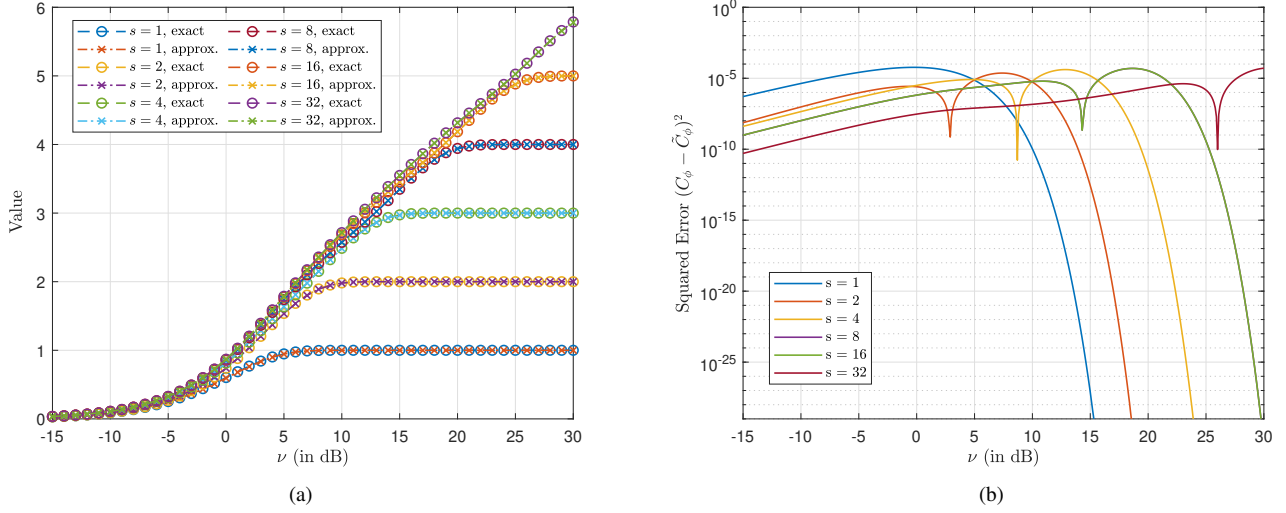 6
5
4
3
2
1
0
Value
s = 1, exact
s = 1, approx.
s = 2, exact
s = 2, approx.
s = 4, exact
s = 4, approx.
s = 8, exact
s = 8, approx.
s = 16, exact
s = 16, approx.
s = 32, exact
s = 32, approx.
-15 -10 -5 0 5 10 15 20 25 30
ν (in dB)
(a)
10^0
10^-5
10^-10
10^-15
10^-20
10^-25
Squared Error (C_ϕ − C̃_ϕ)^2
s = 1
s = 2
s = 4
s = 8
s = 16
s = 32
-15 -10 -5 0 5 10 15 20 25 30
ν (in dB)
(b)